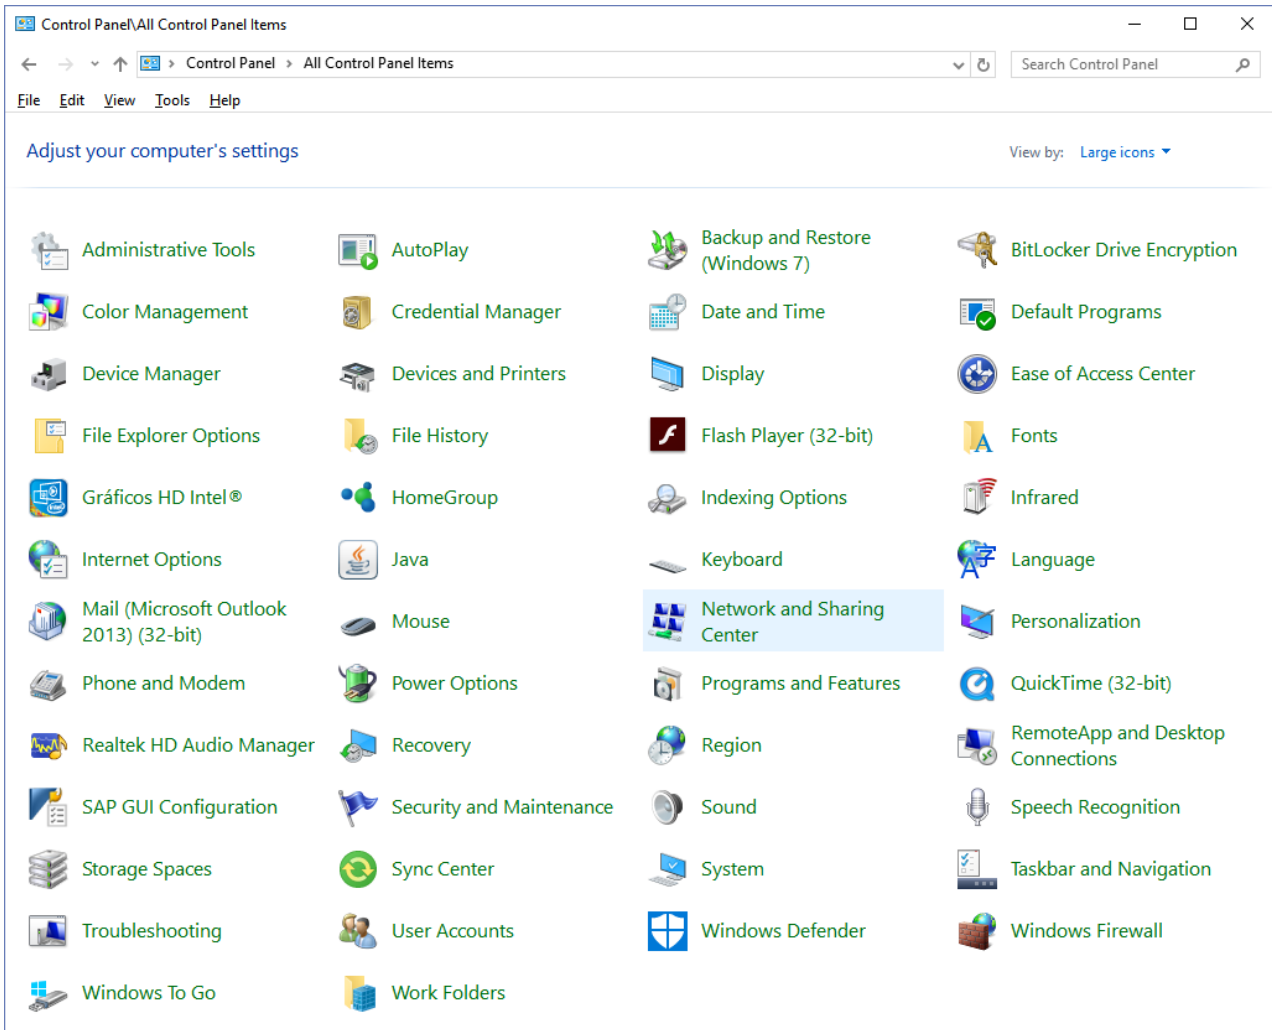 Control Panel\All Control Panel Items
Control Panel > All Control Panel Items
Search Control Panel
File Edit View Tools Help
Adjust your computer's settings
View by: Large icons
Administrative Tools
AutoPlay
Backup and Restore
(Windows 7)
BitLocker Drive Encryption
Color Management
Credential Manager
Date and Time
Default Programs
Device Manager
Devices and Printers
Display
Ease of Access Center
File Explorer Options
File History
Flash Player (32-bit)
Fonts
Gráficos HD Intel®
HomeGroup
Indexing Options
Infrared
Internet Options
Java
Keyboard
Language
Mail (Microsoft Outlook
2013) (32-bit)
Mouse
Network and Sharing
Center
Personalization
Phone and Modem
Power Options
Programs and Features
QuickTime (32-bit)
Realtek HD Audio Manager
Recovery
Region
RemoteApp and Desktop
Connections
SAP GUI Configuration
Security and Maintenance
Sound
Speech Recognition
Storage Spaces
Sync Center
System
Taskbar and Navigation
Troubleshooting
User Accounts
Windows Defender
Windows Firewall
Windows To Go
Work Folders